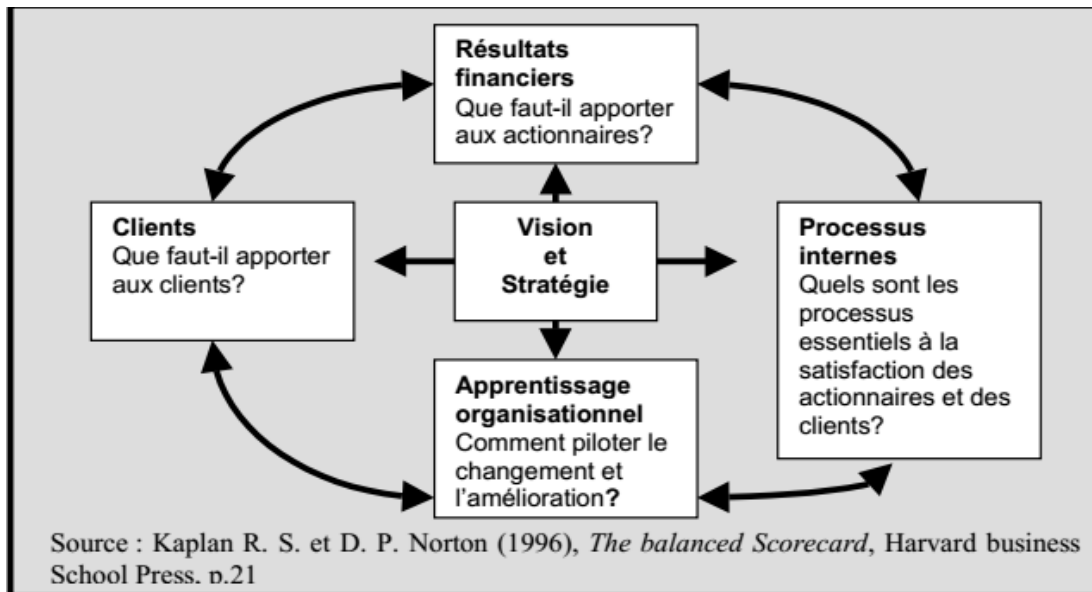 Résultats
financiers
Que faut-il apporter
aux actionnaires?
Clients
Que faut-il apporter
aux clients?
Vision
et
Stratégie
Processus
internes
Quels sont les
processus
essentiels à la
satisfaction des
actionnaires et des
clients?
Apprentissage
organisationnel
Comment piloter le
changement et
l'amélioration?
Source : Kaplan R. S. et D. P. Norton (1996), The balanced Scorecard, Harvard business
School Press, p.21